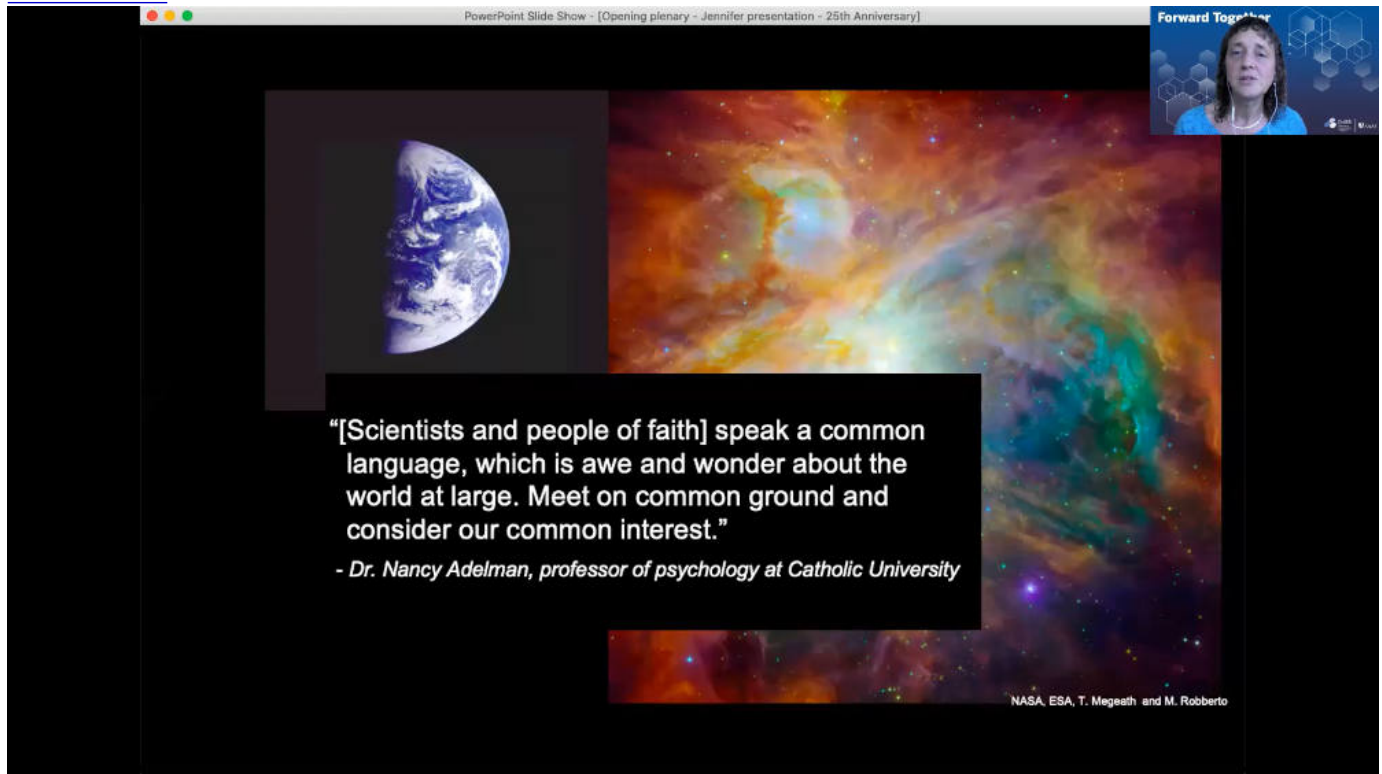 PowerPoint Slide Show - [Opening plenary - Jennifer presentation - 25th Anniversary]
Forward Together
“[Scientists and people of faith] speak a common
language, which is awe and wonder about the
world at large. Meet on common ground and
consider our common interest.”
- Dr. Nancy Adelman, professor of psychology at Catholic University
NASA, ESA, T. Megeath and M. Robberto